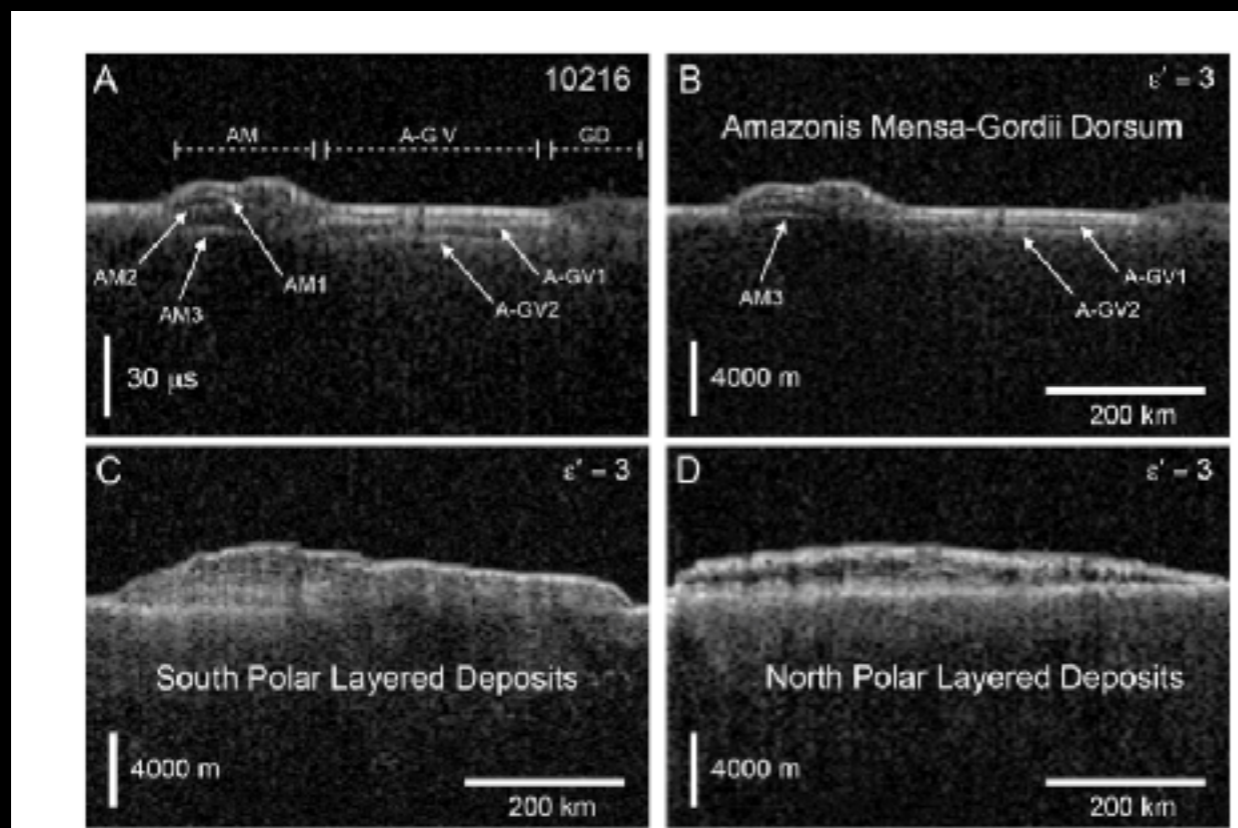 A
10216
AM
A-G V
GD
AM2
AM3
AM1
A-GV2
A-GV1
30 µs
B
ε' = 3
Amazonis Mensa-Gordii Dorsum
AM3
A-GV2
A-GV1
4000 m
200 km
C
ε' = 3
South Polar Layered Deposits
4000 m
200 km
D
ε' = 3
North Polar Layered Deposits
4000 m
200 km